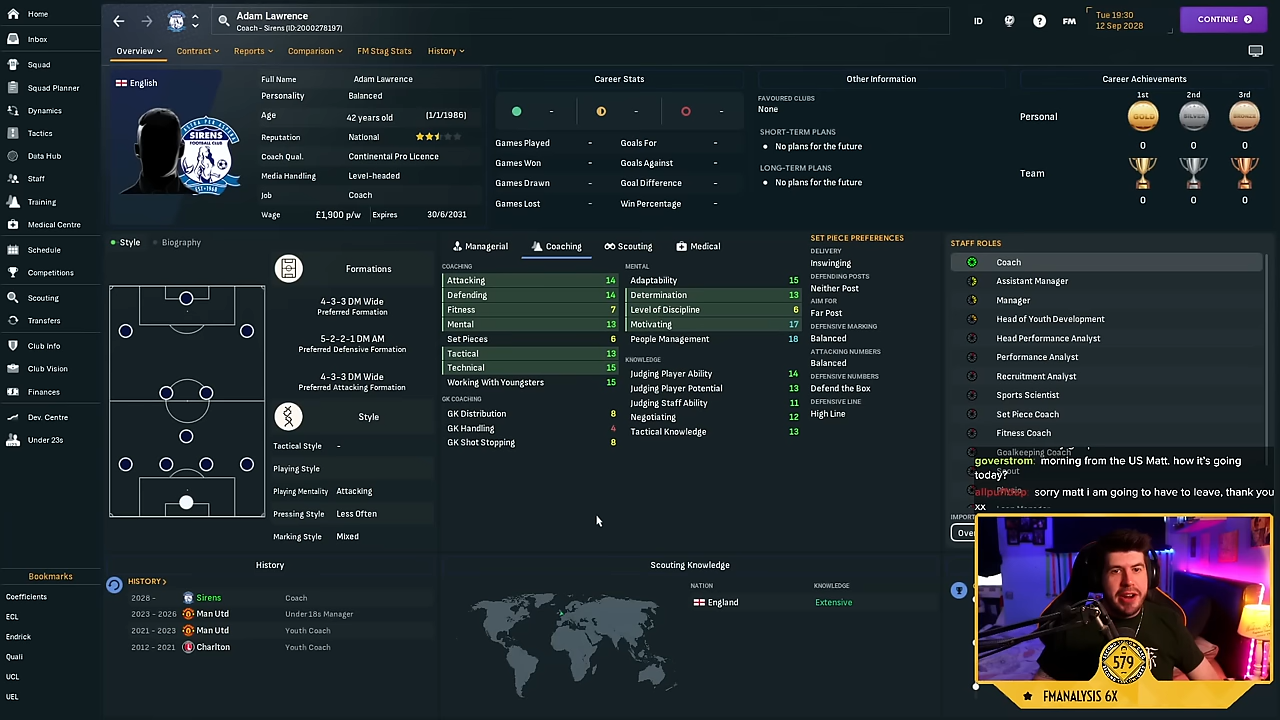 Home
Inbox
Squad
Squad Planner
Dynamics
Tactics
Data Hub
Staff
Training
Medical Centre
Schedule
Competitions
Scouting
Transfers
Club Info
Club Vision
Finances
Dev. Centre
Under 23s
Bookmarks
Coefficients
ECL
Endrick
Quali
UCL
UEL
Adam Lawrence
Coach - Sirens (ID:2000278197)
ID
FM
Tue 19:30
12 Sep 2028
CONTINUE
Overview
Contract
Reports
Comparison
FM Stag Stats
History
English
SIRENS
FOOTBALL CLUB
Full Name Adam Lawrence
Personality Balanced
Age 42 years old (1/1/1986)
Reputation National
Coach Qual. Continental Pro Licence
Media Handling Level-headed
Job Coach
Wage £1,900 p/w Expires 30/6/2031
Career Stats
- - -
Games Played - Goals For -
Games Won - Goals Against -
Games Drawn - Goal Difference -
Games Lost - Win Percentage -
Other Information
FAVOURED CLUBS
None
SHORT-TERM PLANS
No plans for the future
LONG-TERM PLANS
No plans for the future
Career Achievements
1st 2nd 3rd
Personal GOLD SILVER BRONZE
0 0 0
Team
0 0 0
Style Biography
Formations
4-3-3 DM Wide
Preferred Formation
5-2-2-1 DM AM
Preferred Defensive Formation
4-3-3 DM Wide
Preferred Attacking Formation
Style
Tactical Style -
Playing Style
Playing Mentality Attacking
Pressing Style Less Often
Marking Style Mixed
Managerial Coaching Scouting Medical
COACHING
Attacking 14
Defending 14
Fitness 7
Mental 13
Set Pieces 6
Tactical 13
Technical 15
Working With Youngsters 15
GK COACHING
GK Distribution 8
GK Handling 4
GK Shot Stopping 8
MENTAL
Adaptability 15
Determination 13
Level of Discipline 6
Motivating 17
People Management 18
KNOWLEDGE
Judging Player Ability 14
Judging Player Potential 13
Judging Staff Ability 11
Negotiating 12
Tactical Knowledge 13
SET PIECE PREFERENCES
DELIVERY
Inswinging
DEFENDING POSTS
Neither Post
AIM FOR
Far Post
DEFENSIVE MARKING
Balanced
ATTACKING NUMBERS
Balanced
DEFENSIVE NUMBERS
Defend the Box
DEFENSIVE LINE
High Line
STAFF ROLES
Coach
Assistant Manager
Manager
Head of Youth Development
Head Performance Analyst
Performance Analyst
Recruitment Analyst
Sports Scientist
Set Piece Coach
Fitness Coach
Goalkeeping Coach
goverstrom: morning from the US Matt. how it's going
today?
sorry matt i am going to have to leave, thank you
xx
History
HISTORY
2028 - Sirens Coach
2023 - 2026 Man Utd Under 18s Manager
2021 - 2023 Man Utd Youth Coach
2012 - 2021 Charlton Youth Coach
Scouting Knowledge
NATION KNOWLEDGE
England Extensive
579
FMANALYSIS 6X